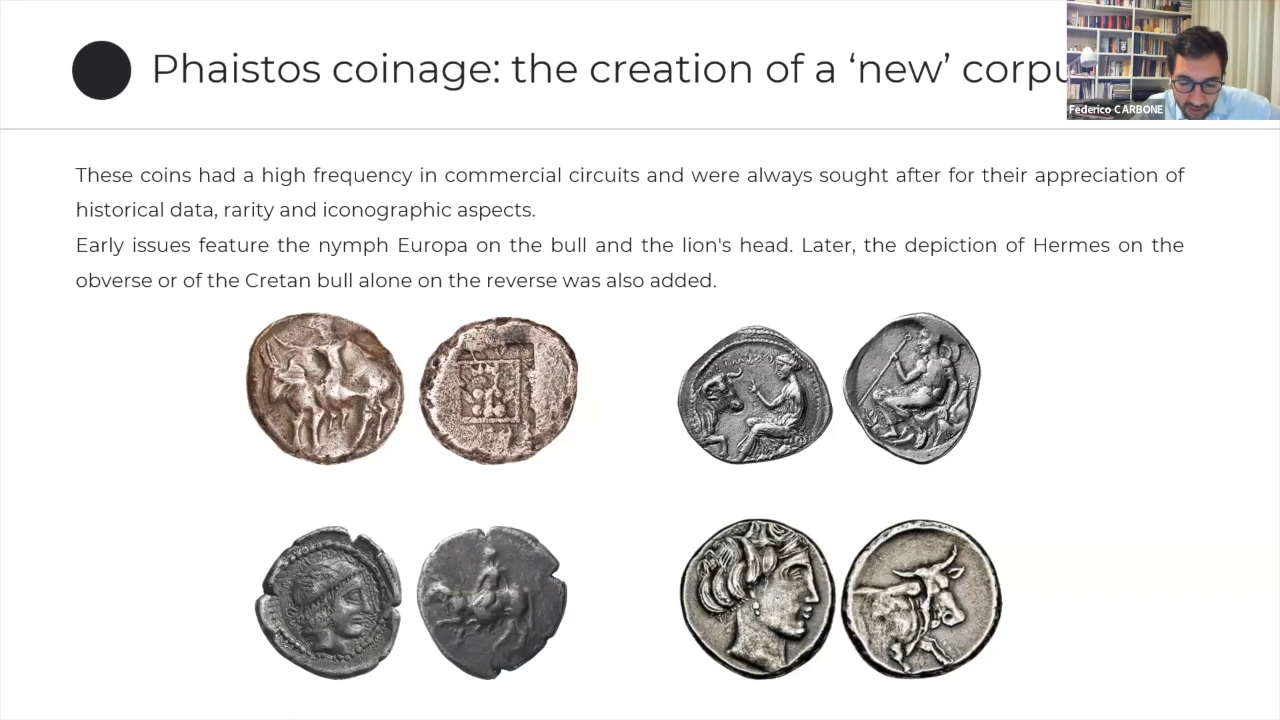 Phaistos coinage: the creation of a ‘new’ corpu
Federico CARBONE
These coins had a high frequency in commercial circuits and were always sought after for their appreciation of
historical data, rarity and iconographic aspects.
Early issues feature the nymph Europa on the bull and the lion's head. Later, the depiction of Hermes on the
obverse or of the Cretan bull alone on the reverse was also added.